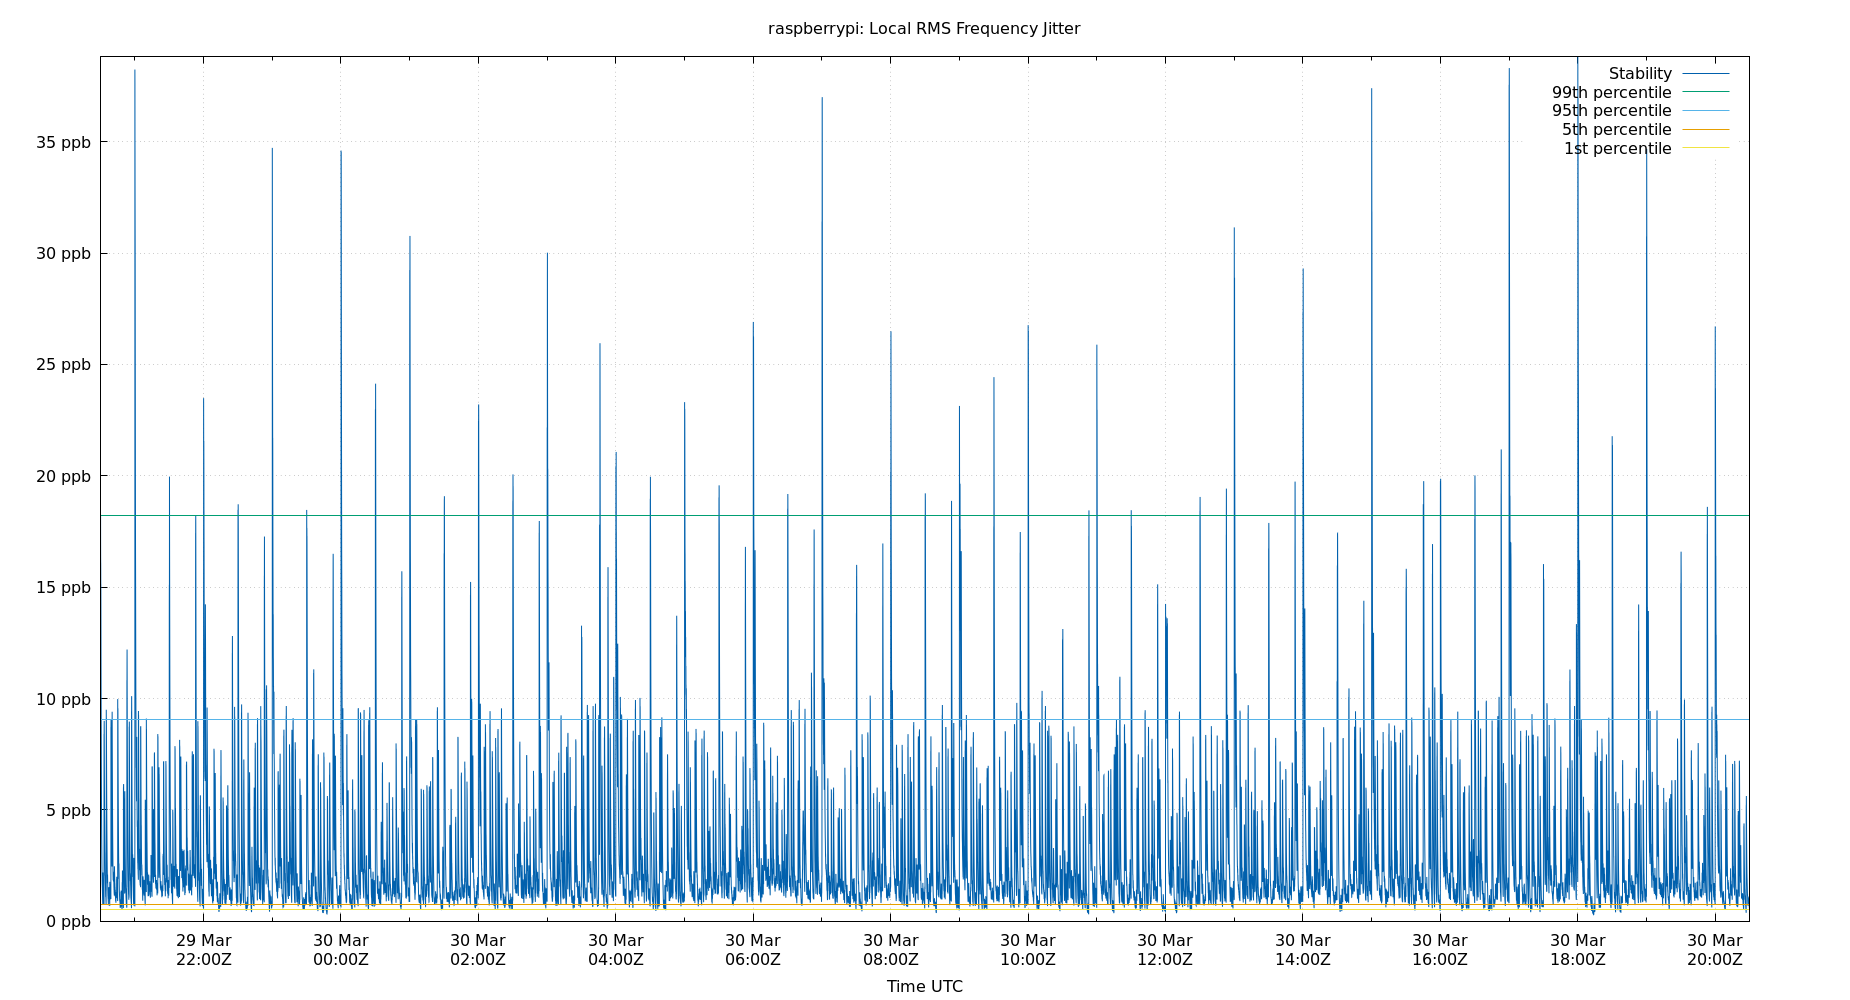 raspberrypi: Local RMS Frequency Jitter
Stability
99th percentile
95th percentile
5th percentile
1st percentile
35 ppb
30 ppb
25 ppb
20 ppb
15 ppb
10 ppb
5 ppb
0 ppb
29 Mar 30 Mar 30 Mar 30 Mar 30 Mar 30 Mar 30 Mar 30 Mar 30 Mar 30 Mar 30 Mar 30 Mar
22:00Z 00:00Z 02:00Z 04:00Z 06:00Z 08:00Z 10:00Z 12:00Z 14:00Z 16:00Z 18:00Z 20:00Z
Time UTC